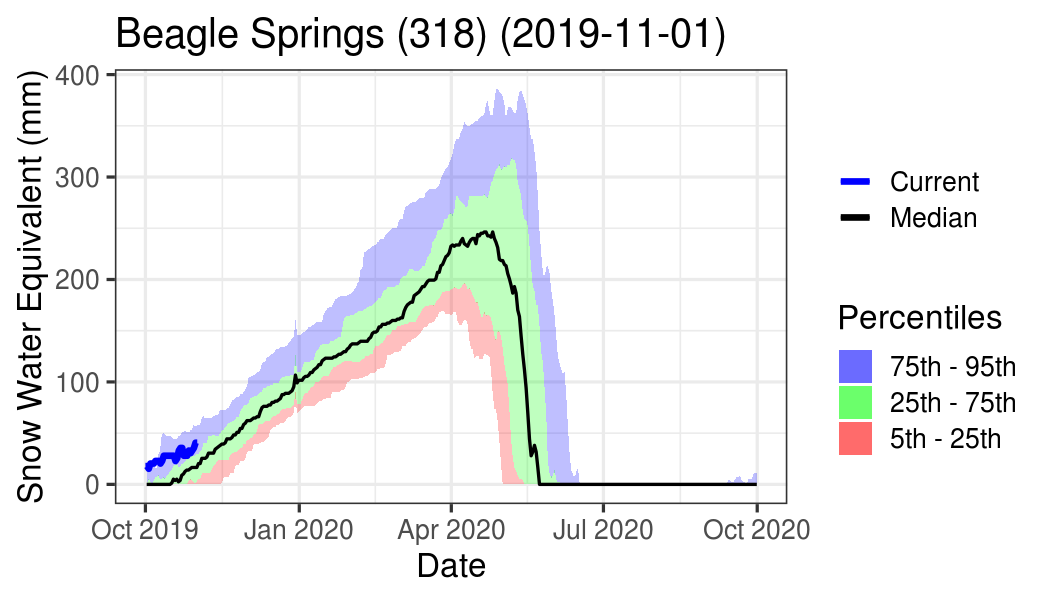 Beagle Springs (318) (2019-11-01)
Snow Water Equivalent (mm)
400
300
200
100
0
Oct 2019
Jan 2020
Apr 2020
Jul 2020
Oct 2020
Date
Current
Median
Percentiles
75th - 95th
25th - 75th
5th - 25th